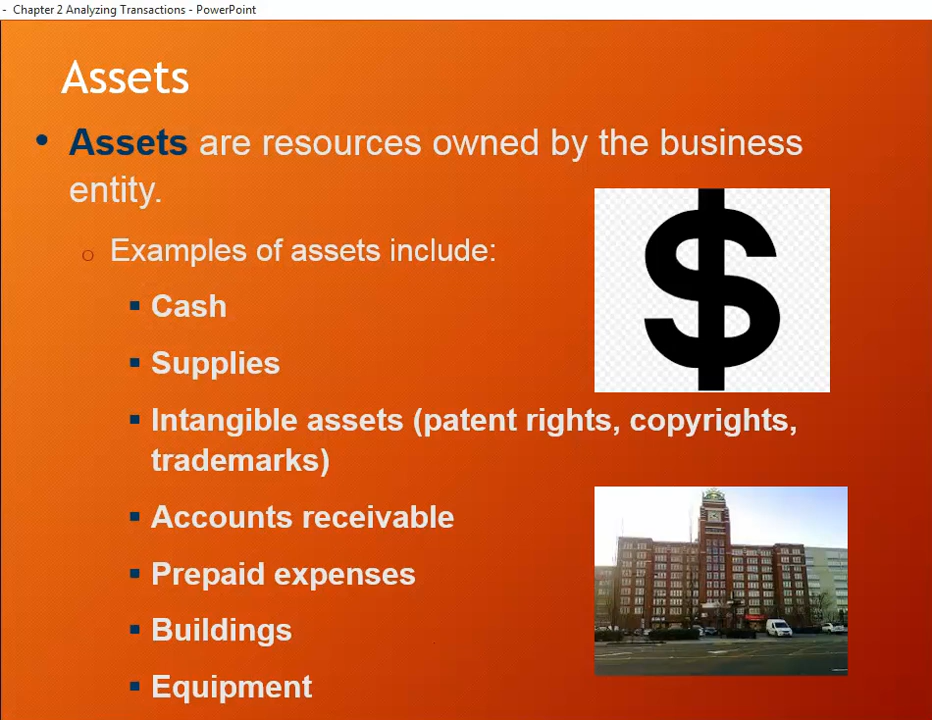 - Chapter 2 Analyzing Transactions - PowerPoint
Assets
• Assets are resources owned by the business
entity.
o Examples of assets include:
▪ Cash
▪ Supplies
▪ Intangible assets (patent rights, copyrights,
trademarks)
▪ Accounts receivable
▪ Prepaid expenses
▪ Buildings
▪ Equipment
$